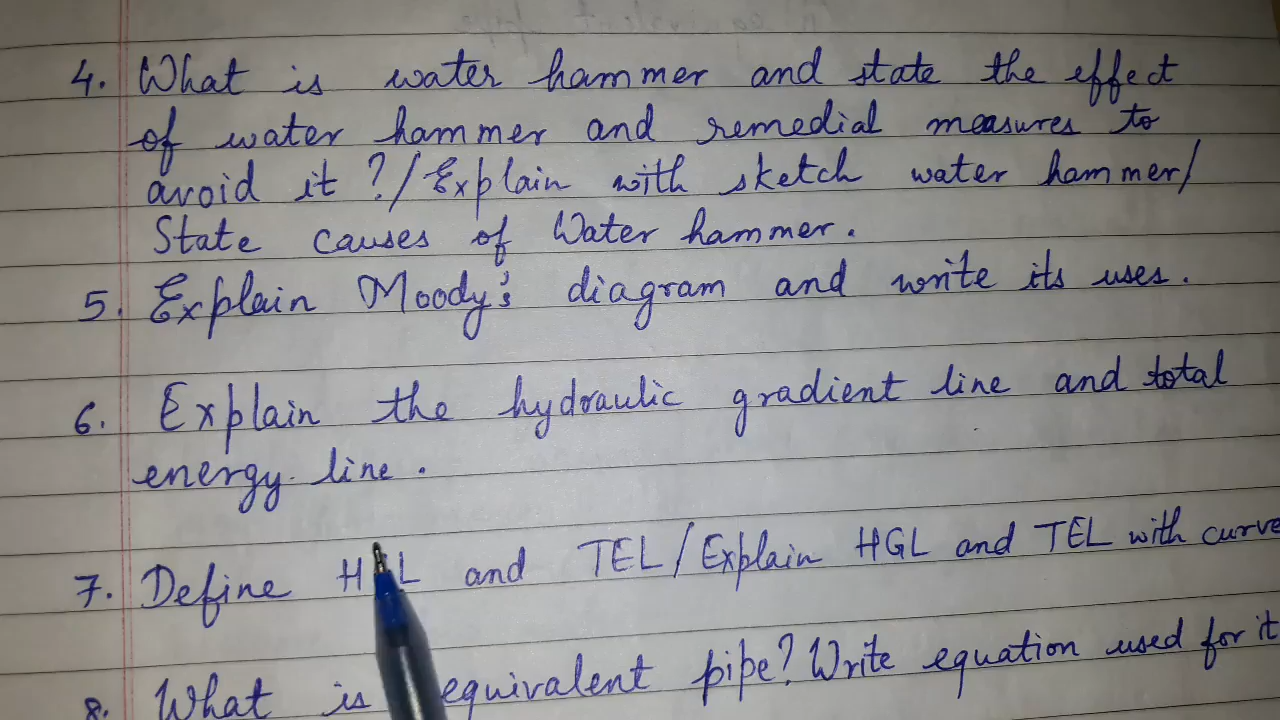 4. What is water hammer and state the effect
of water hammer and remedial measures to
avoid it ?/Explain with sketch water hammer/
State causes of Water hammer.
5. Explain Moody's diagram and write its uses.
6. Explain the hydraulic gradient line and total
energy line.
7. Define H L and TEL/Explain HGL and TEL with curve
8. What is equivalent pipe? Write equation used for it